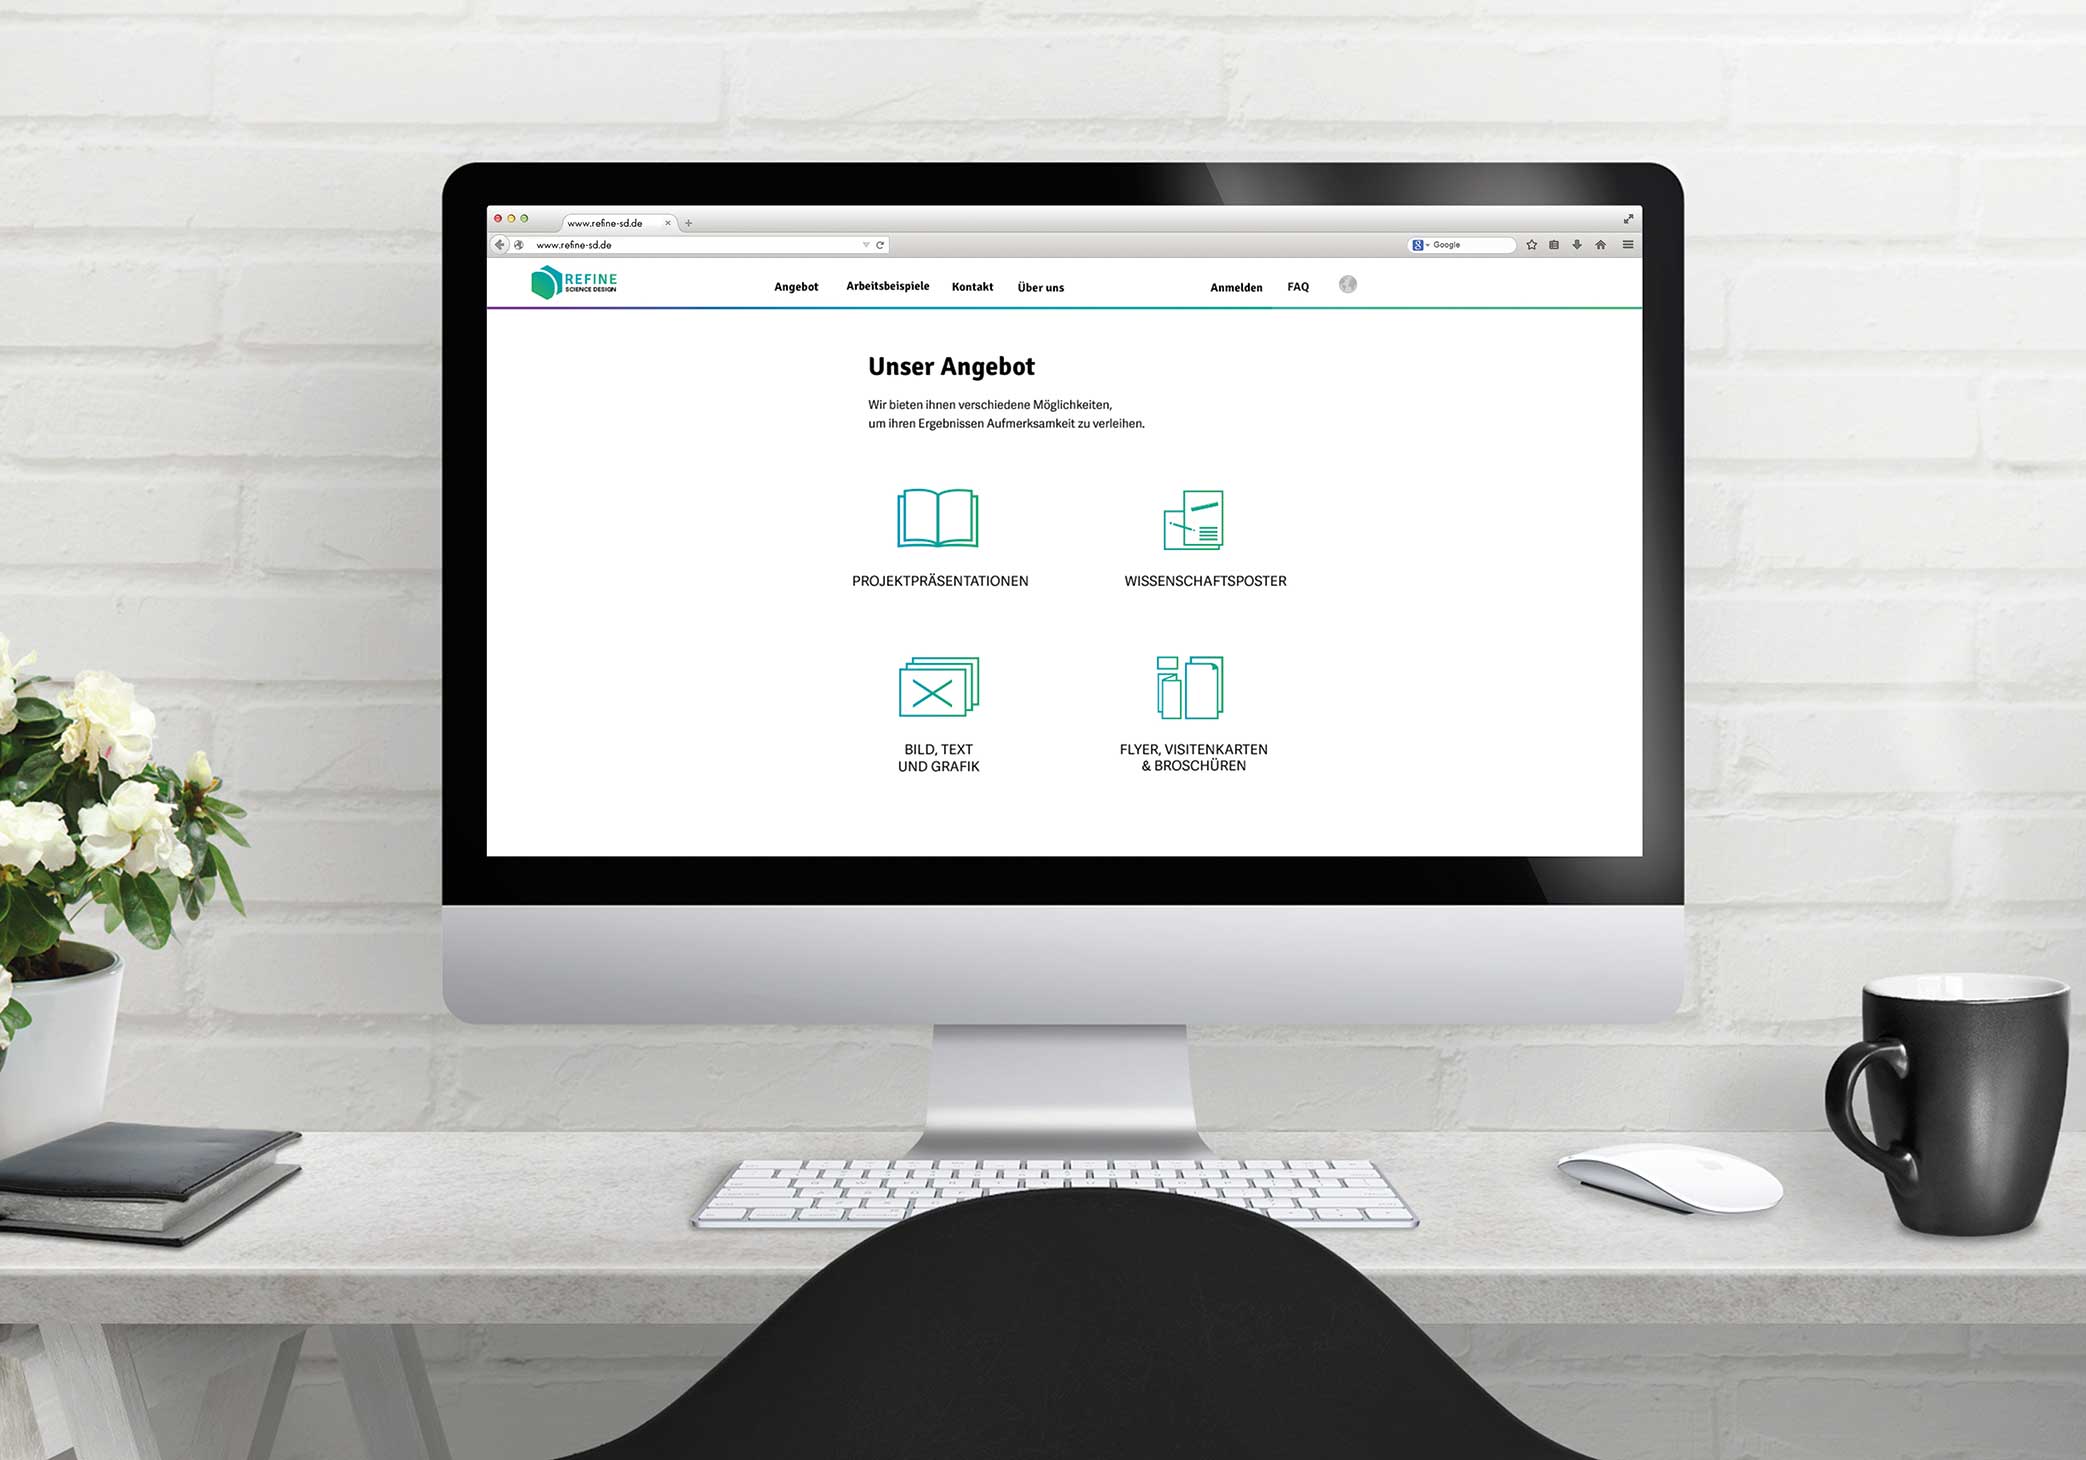 www.refine-sd.de
www.refine-sd.de
Google
REFINE
SCIENCE DESIGN
Angebot Arbeitsbeispiele Kontakt Über uns Anmelden FAQ
Unser Angebot
Wir bieten ihnen verschiedene Möglichkeiten,
um ihren Ergebnissen Aufmerksamkeit zu verleihen.
PROJEKTPRÄSENTATIONEN
WISSENSCHAFTSPOSTER
BILD, TEXT
UND GRAFIK
FLYER, VISITENKARTEN
& BROSCHÜREN